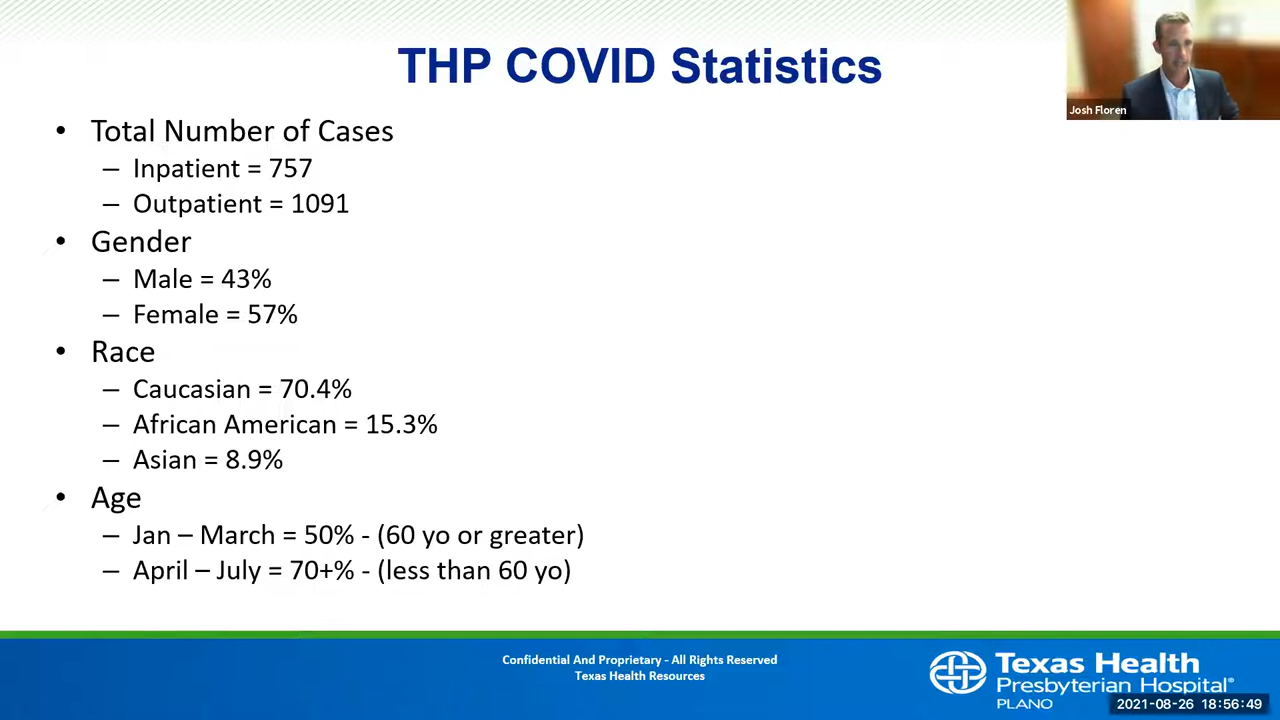 THP COVID Statistics
Josh Floren
• Total Number of Cases
– Inpatient = 757
– Outpatient = 1091
• Gender
– Male = 43%
– Female = 57%
• Race
– Caucasian = 70.4%
– African American = 15.3%
– Asian = 8.9%
• Age
– Jan – March = 50% - (60 yo or greater)
– April – July = 70+% - (less than 60 yo)
Confidential And Proprietary - All Rights Reserved
Texas Health Resources
Texas Health
Presbyterian Hospital®
PLANO
2021-08-26 18:56:49